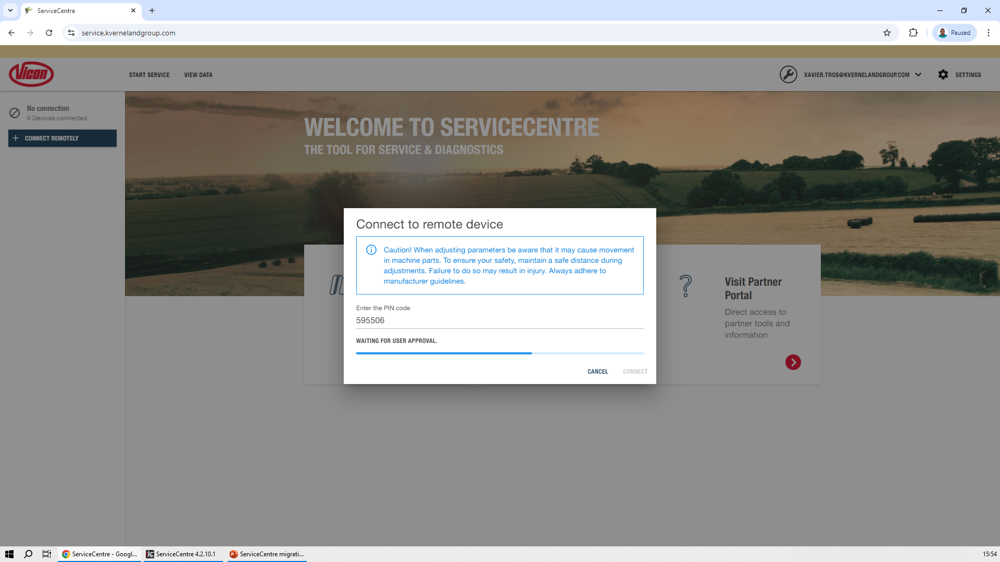 ServiceCentre
service.kvernelandgroup.com
Paused
Vicon
START SERVICE
VIEW DATA
XAVIER.TROS@KVERNELANDGROUP.COM
SETTINGS
No connection
0 Devices connected
CONNECT REMOTELY
WELCOME TO SERVICECENTRE
THE TOOL FOR SERVICE & DIAGNOSTICS
Connect to remote device
Caution! When adjusting parameters be aware that it may cause movement
in machine parts. To ensure your safety, maintain a safe distance during
adjustments. Failure to do so may result in injury. Always adhere to
manufacturer guidelines.
Enter the PIN code
595506
WAITING FOR USER APPROVAL.
CANCEL
CONNECT
Visit Partner
Portal
Direct access to
partner tools and
information
ServiceCentre - Googl...
ServiceCentre 4.2.10.1
ServiceCentre migrati...
15:54